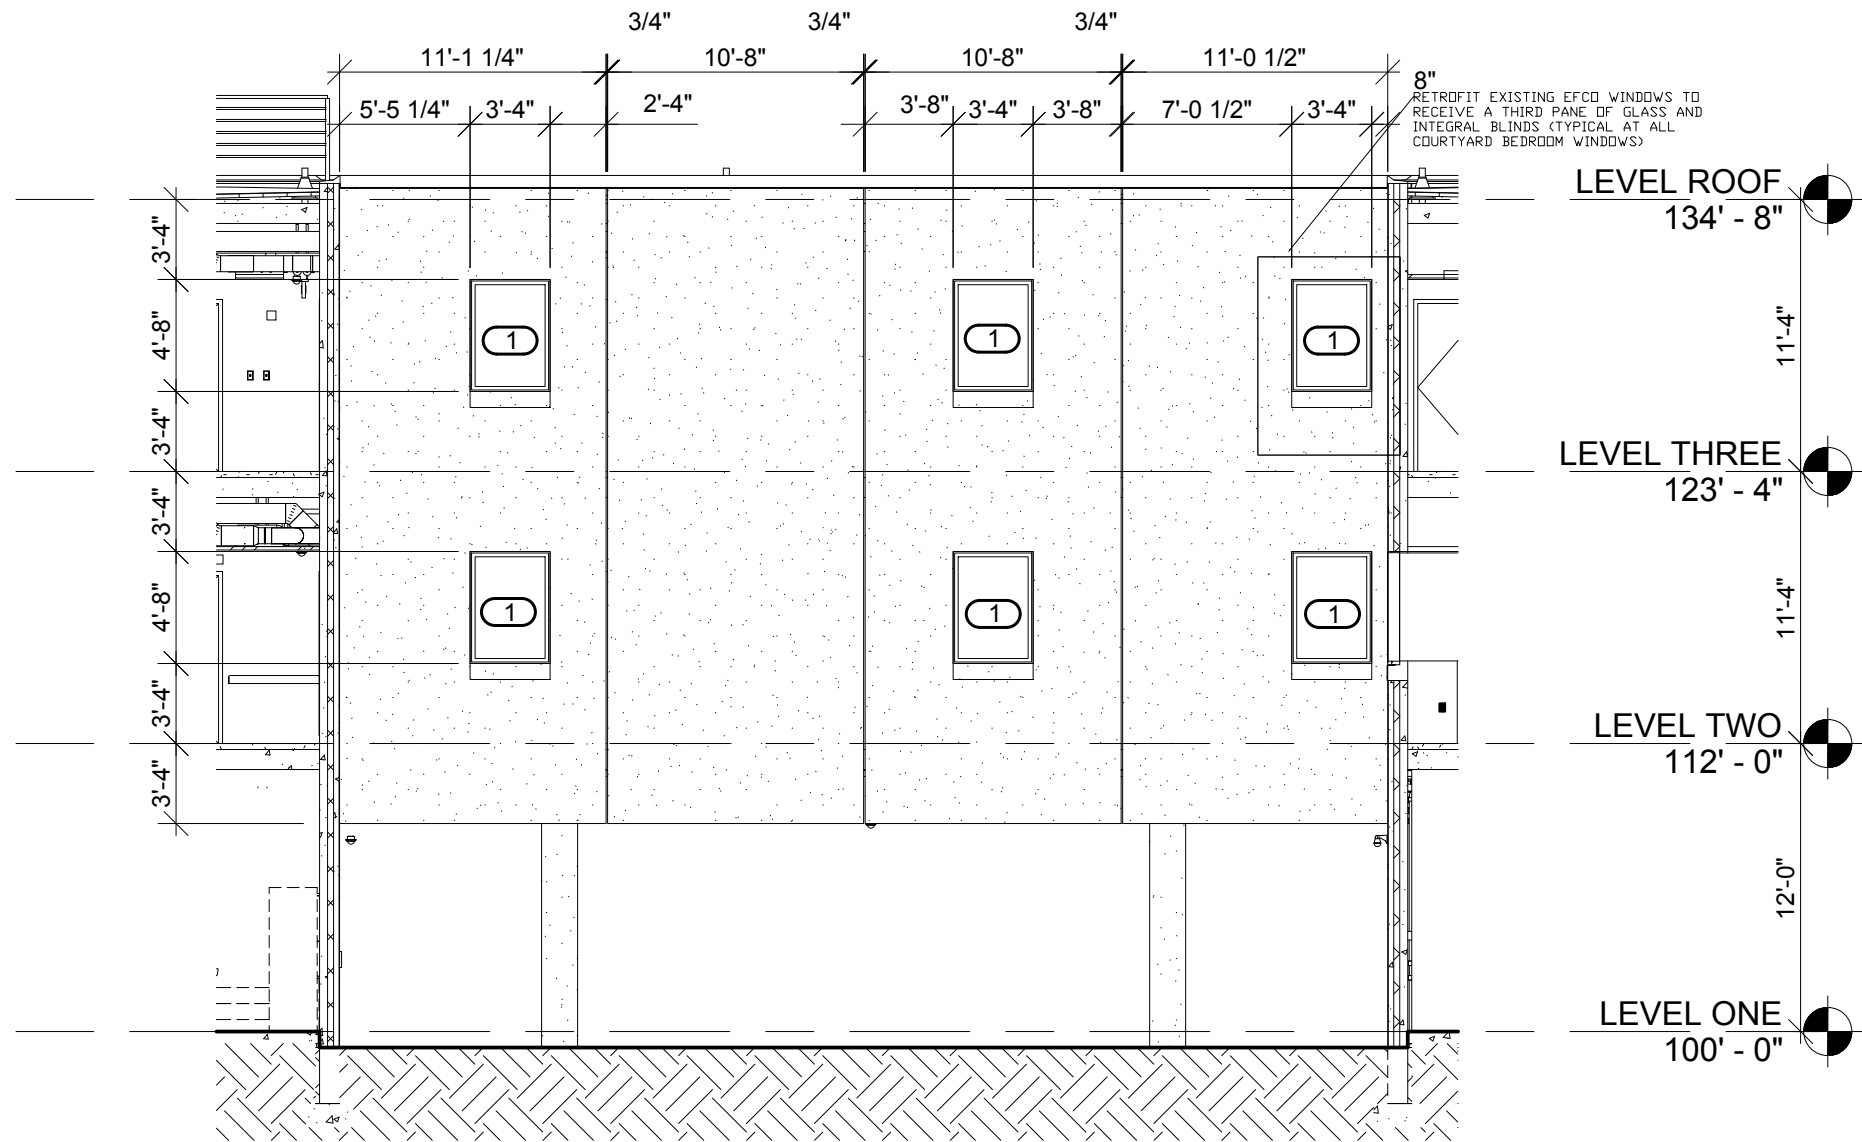 3/4" 3/4" 3/4"
11'-1 1/4" 10'-8" 10'-8" 11'-0 1/2"
5'-5 1/4" 3'-4" 2'-4" 3'-8" 3'-4" 3'-8" 7'-0 1/2" 3'-4" 8"
RETROFIT EXISTING EFCO WINDOWS TO
RECEIVE A THIRD PANE OF GLASS AND
INTEGRAL BLINDS (TYPICAL AT ALL
COURTYARD BEDROOM WINDOWS)
LEVEL ROOF
134' - 8"
3'-4"
4'-8"
1 1 1
11'-4"
3'-4"
LEVEL THREE
123' - 4"
3'-4"
4'-8"
1 1 1
11'-4"
3'-4"
LEVEL TWO
112' - 0"
3'-4"
12'-0"
LEVEL ONE
100' - 0"